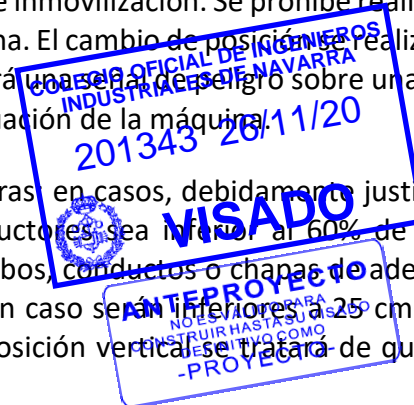 e inmovilización. Se prohíbe reali
na. El cambio de posición se realiz
rá una señal de peligro sobre una
uación de la máquina.
COLEGIO OFICIAL DE INGENIEROS
INDUSTRIALES DE NAVARRA
201343 26/11/20
VISADO
ras: en casos, debidamente justi
uctores sea inferior al 60% de
bos, conductos o chapas de ade
n caso serán inferiores a 25 cm
osición vertical se tratará de qu
ANTEPROYECTO
NO ES VÁLIDO PARA
CONSTRUIR HASTA SU VISADO
DEFINITIVO COMO
-PROYECTO-